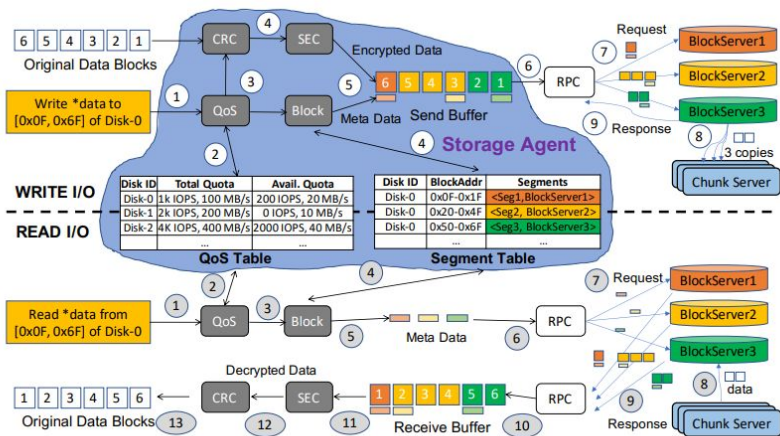 4
Request
6 5 4 3 2 1
CRC
SEC
Encrypted Data
7
BlockServer1
Original Data Blocks
6
3
5
6 5 4 3 2 1
RPC
BlockServer2
Write *data to
[0x0F, 0x6F] of Disk-0
1
QoS
Block
Meta Data
Send Buffer
9
BlockServer3
Response
8
2
4
Storage Agent
3 copies
Chunk Server
WRITE I/O
READ I/O
Disk ID Total Quota Avail. Quota
Disk-0 1k IOPS, 100 MB/s 200 IOPS, 20 MB/s
Disk-1 2k IOPS, 200 MB/s 0 IOPS, 10 MB/s
Disk-2 4K IOPS, 400 MB/s 2000 IOPS, 40 MB/s
...
QoS Table
Disk ID BlockAddr Segments
Disk-0 0x0F-0x1F <Seg1,BlockServer1>
Disk-0 0x20-0x4F <Seg2, BlockServer2>
Disk-0 0x50-0x6F <Seg3, BlockServer3>
... ...
Segment Table
2
4
7
Request
BlockServer1
Read *data from
[0x0F, 0x6F] of Disk-0
1
QoS
3
Block
5
Meta Data
6
RPC
BlockServer2
BlockServer3
Decrypted Data
1 2 3 4 5 6
CRC
SEC
1 2 3 4 5 6
RPC
9
8
data
Original Data Blocks
13
12
11
Receive Buffer
10
Response
Chunk Server